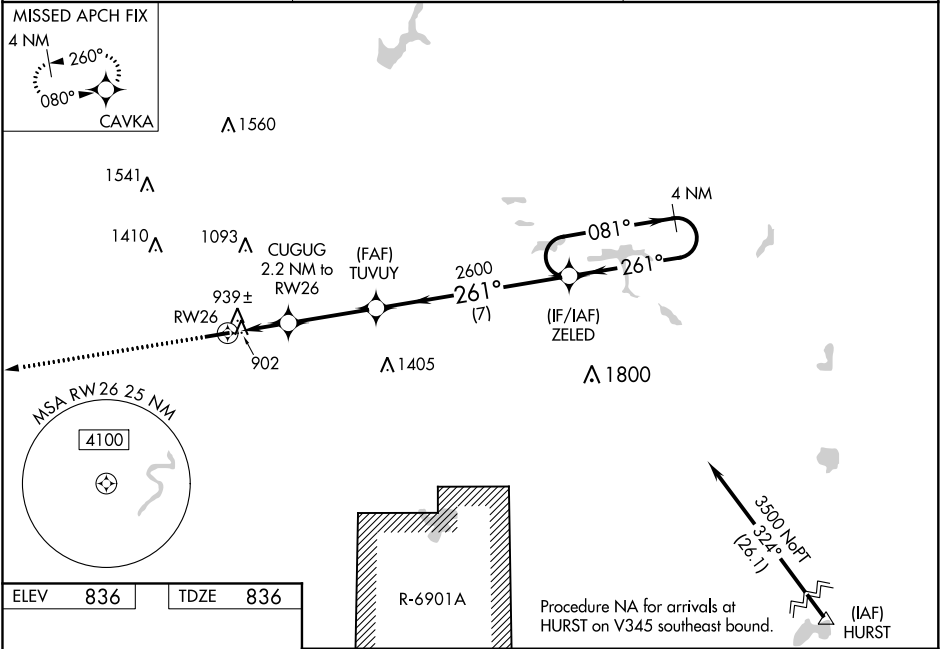 MISSED APCH FIX
4 NM
260°
080°
CAVKA
1560
1541
1410
1093
CUGUG
2.2 NM to
RW26
(FAF)
TUVUY
2600
261°
(7)
4 NM
081°
261°
(IF/IAF)
ZELED
939±
RW26
902
1405
1800
MSA RW26 25 NM
4100
3500 NoPT
324°
(26.1)
ELEV 836
TDZE 836
R-6901A
Procedure NA for arrivals at
HURST on V345 southeast bound.
(IAF)
HURST